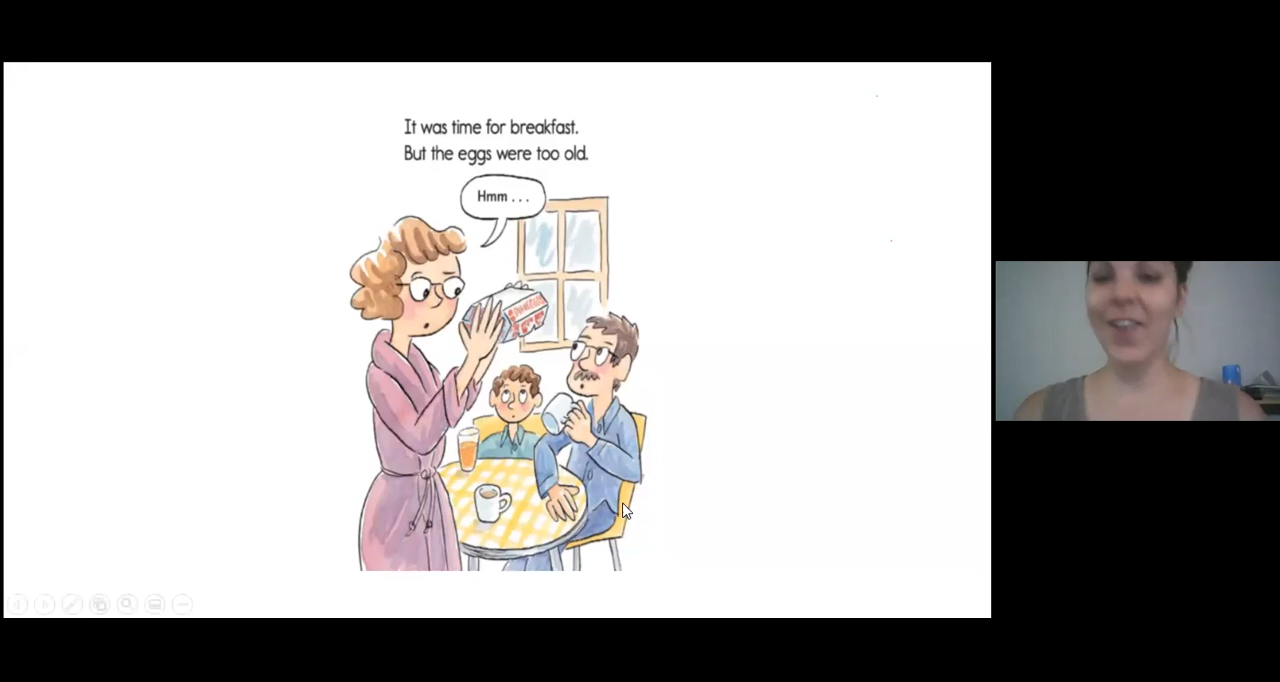 It was time for breakfast.
But the eggs were too old.
Hmm . . .